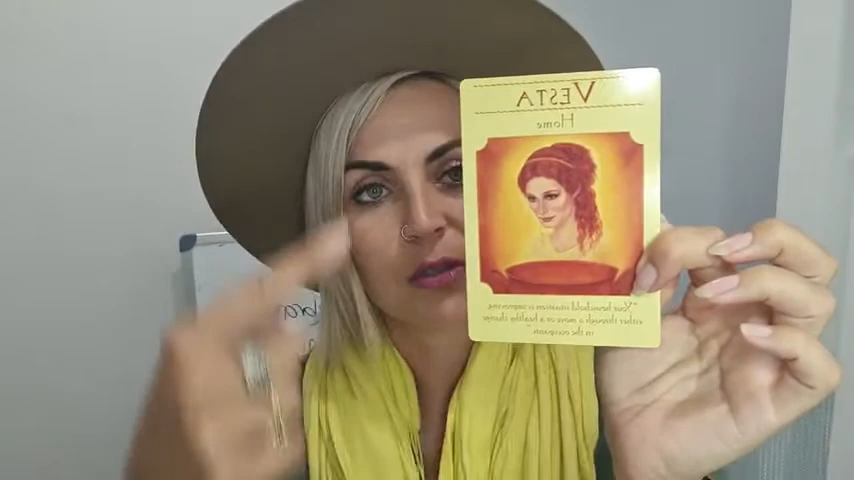 VESTA
Home
"Your household situation is improving,
either through a move or a healthy change
in the occupants."